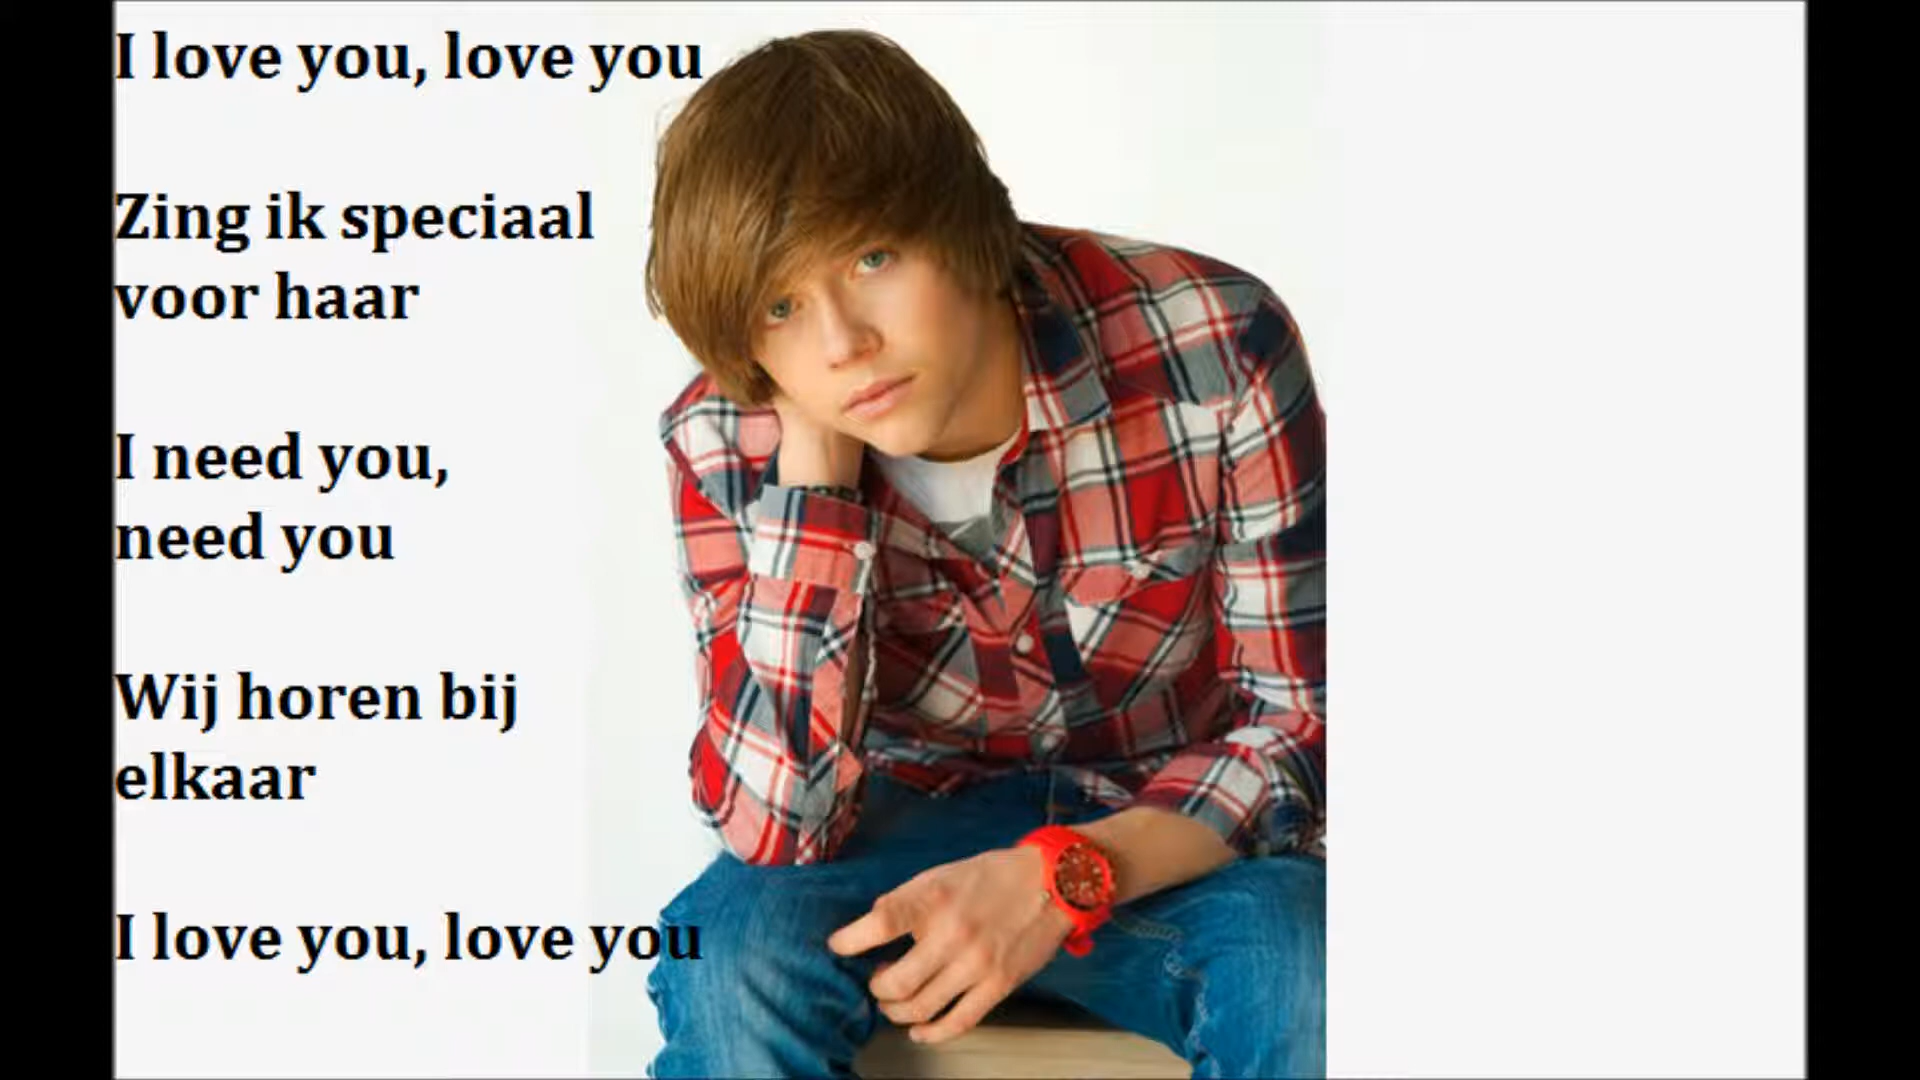 I love you, love you
Zing ik speciaal
voor haar
I need you,
need you
Wij horen bij
elkaar
I love you, love you